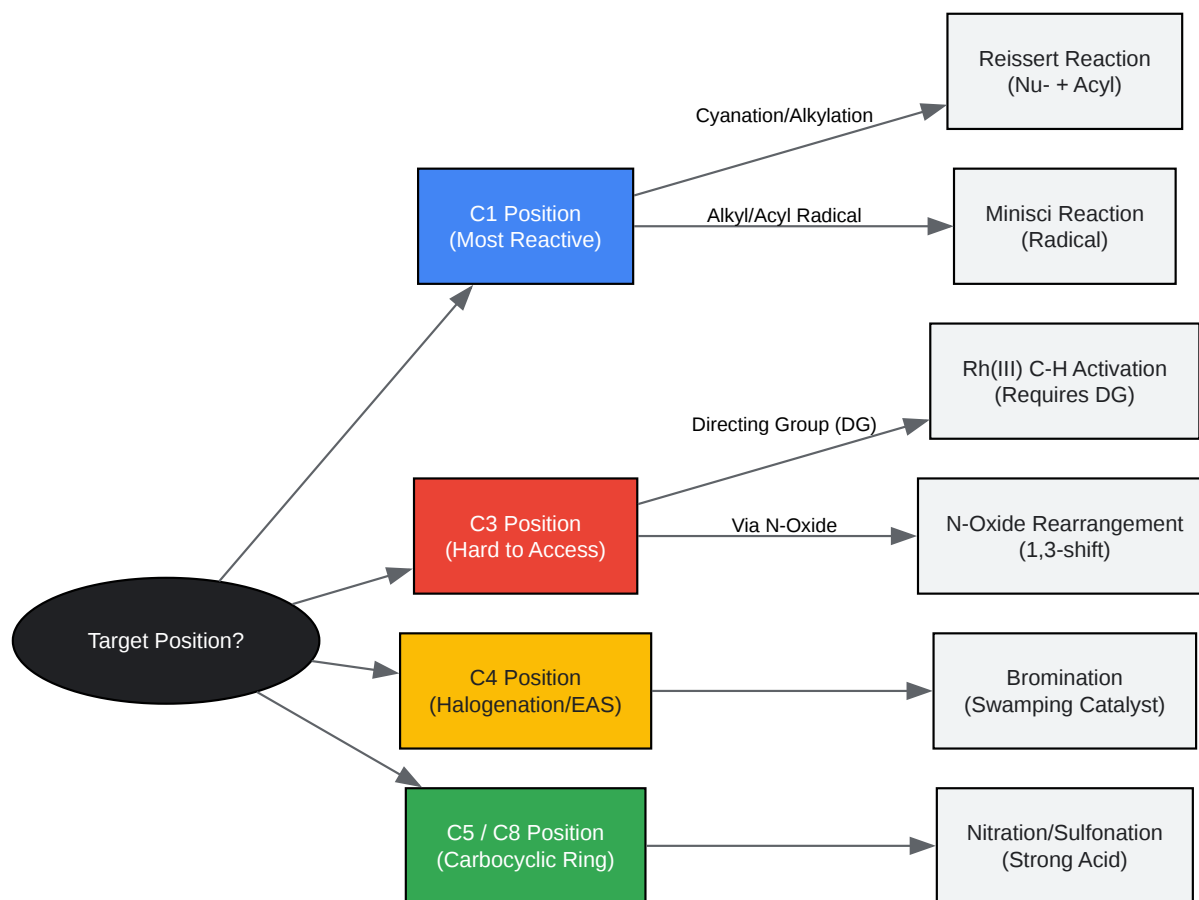 Target Position?
C1 Position
(Most Reactive)
Cyanation/Alkylation
Reissert Reaction
(Nu- + Acyl)
Alkyl/Acyl Radical
Minisci Reaction
(Radical)
C3 Position
(Hard to Access)
Directing Group (DG)
Rh(III) C-H Activation
(Requires DG)
Via N-Oxide
N-Oxide Rearrangement
(1,3-shift)
C4 Position
(Halogenation/EAS)
Bromination
(Swamping Catalyst)
C5 / C8 Position
(Carbocyclic Ring)
Nitration/Sulfonation
(Strong Acid)